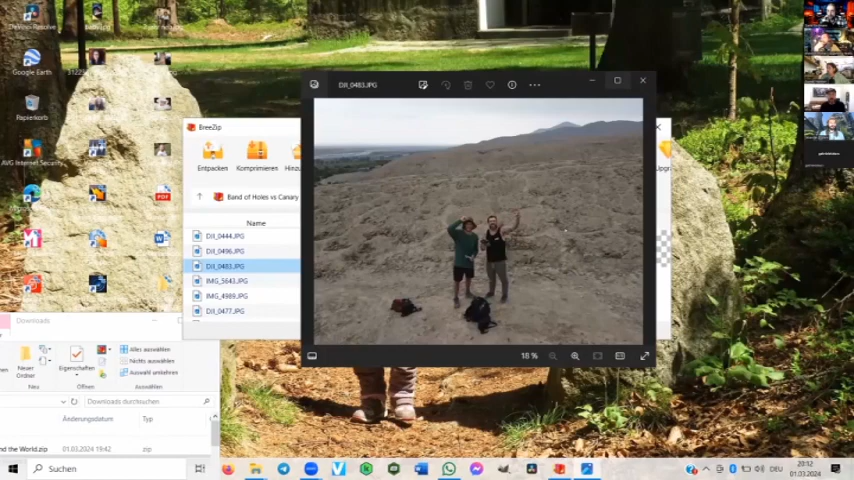 DaVinci Resolve
Google Earth
Papierkorb
AVG Internet Security
DJI_0483.JPG
BreeZip
Entpacken
Komprimieren
Band of Holes vs Canary
Name
DJI_0444.JPG
DJI_0496.JPG
DJI_0483.JPG
IMG_5643.JPG
IMG_4989.JPG
DJI_0477.JPG
18 %
Downloads
Neuer
Ordner
Neu
Eigenschaften
Öffnen
Alles auswählen
Nichts auswählen
Auswahl umkehren
Auswählen
Downloads durchsuchen
Änderungsdatum
Typ
nd the World.zip
01.03.2024 19:42
zip
Suchen
DEU
20:12
01.03.2024